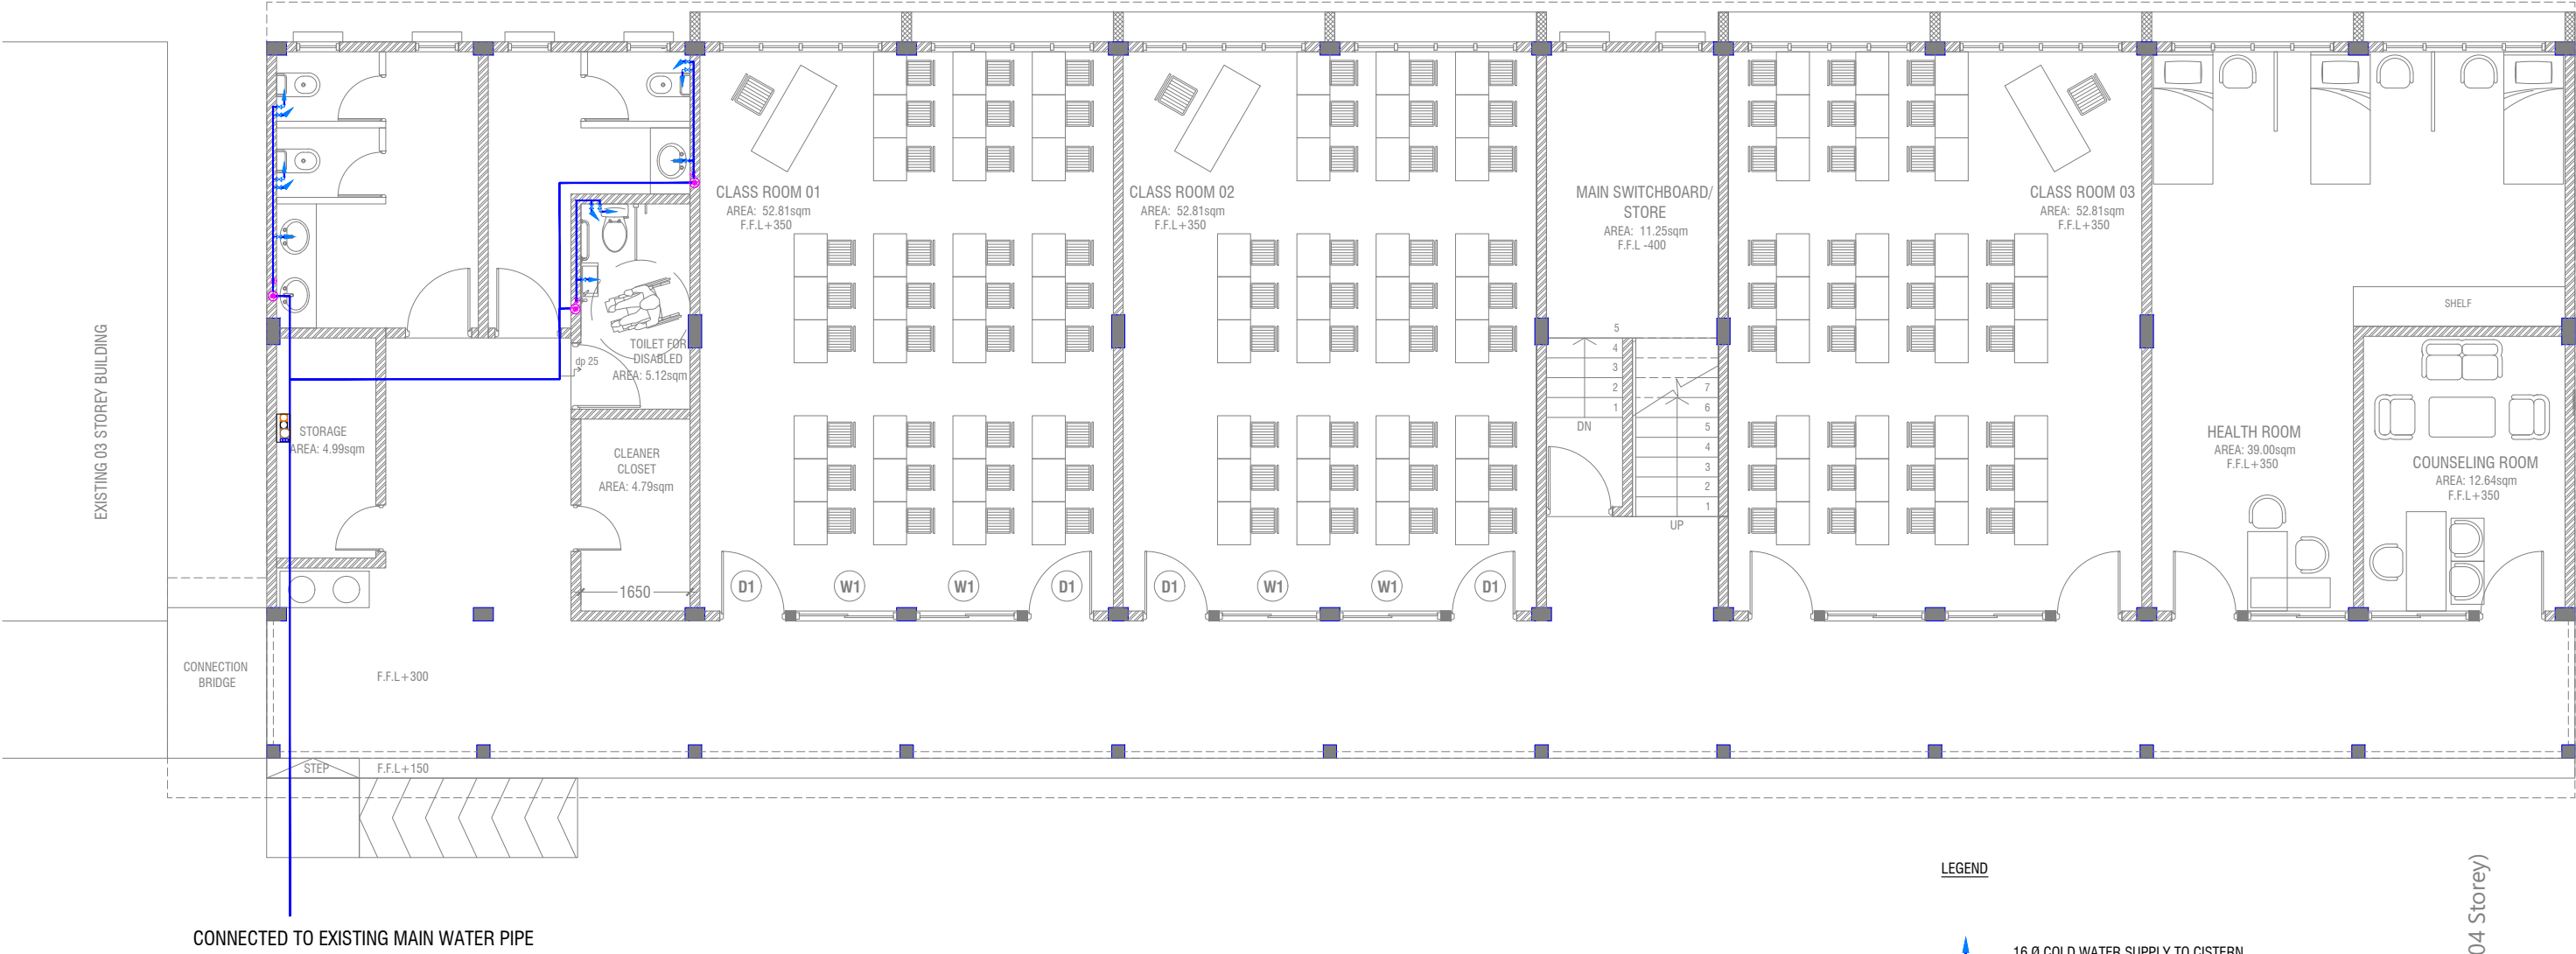 EXISTING 03 STOREY BUILDING
CLASS ROOM 01
AREA: 52.81sqm
F.F.L+350
CLASS ROOM 02
AREA: 52.81sqm
F.F.L+350
MAIN SWITCHBOARD/
STORE
AREA: 11.25sqm
F.F.L -400
CLASS ROOM 03
AREA: 52.81sqm
F.F.L+350
SHELF
TOILET FOR
DISABLED
AREA: 5.12sqm
dp 25
5
4
3
2
1
DN
7
6
5
4
3
2
1
UP
STORAGE
AREA: 4.99sqm
CLEANER
CLOSET
AREA: 4.79sqm
HEALTH ROOM
AREA: 39.00sqm
F.F.L+350
COUNSELING ROOM
AREA: 12.64sqm
F.F.L+350
1650
D1
W1
W1
D1
D1
W1
W1
D1
CONNECTION
BRIDGE
F.F.L+300
STEP
F.F.L+150
CONNECTED TO EXISTING MAIN WATER PIPE
LEGEND
16 Ø COLD WATER SUPPLY TO CISTERN
04 Storey)